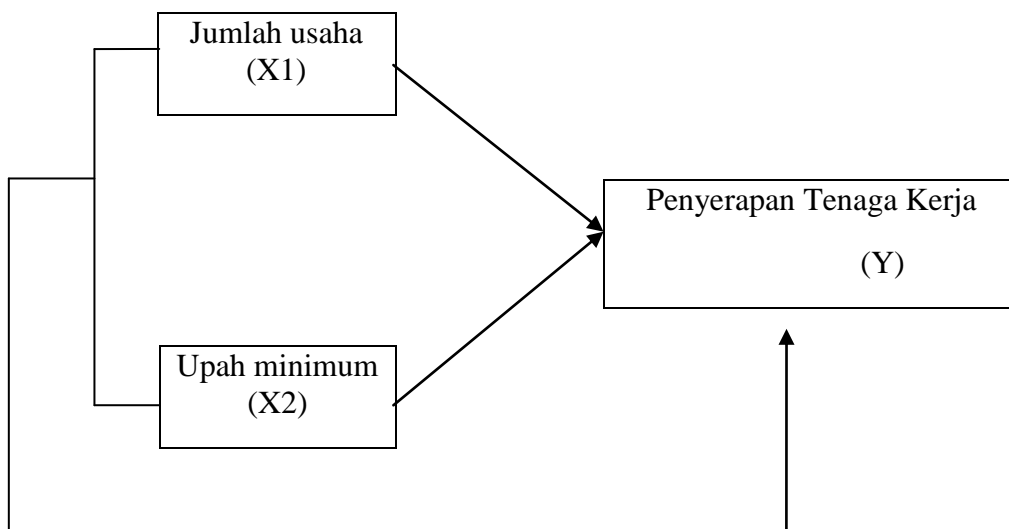 Jumlah usaha
(X1)
Penyerapan Tenaga Kerja
(Y)
Upah minimum
(X2)